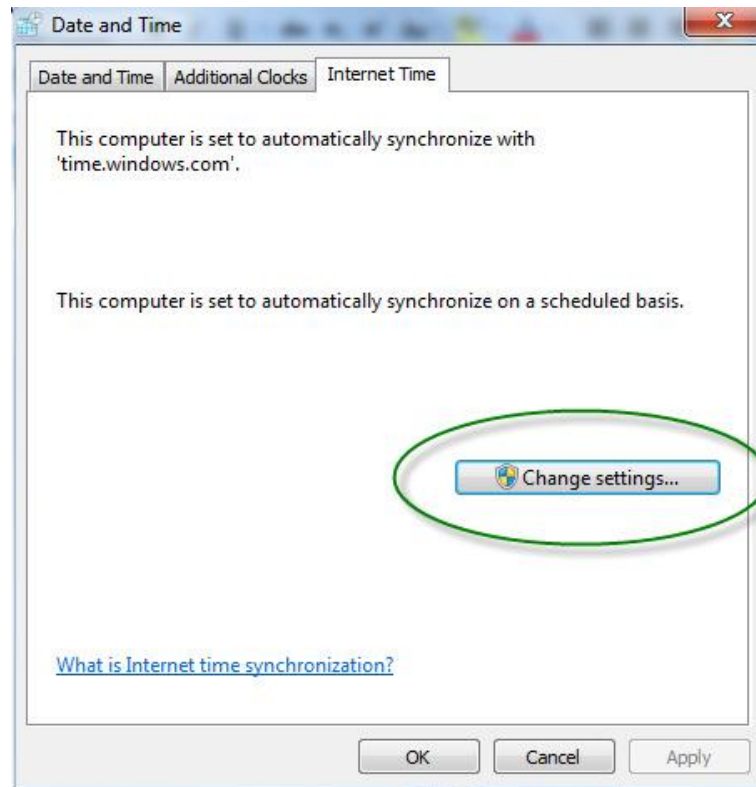 Date and Time
Date and Time Additional Clocks Internet Time
This computer is set to automatically synchronize with
'time.windows.com'.
This computer is set to automatically synchronize on a scheduled basis.
Change settings...
What is Internet time synchronization?
OK Cancel Apply